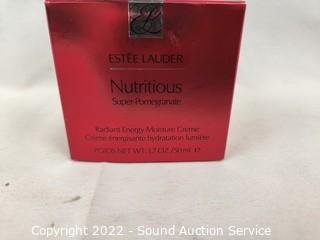 ESTĒE LAUDER
Nutritious
Super-Pomegranate
Radiant Energy Moisture Creme
Crème énergisante hydratation lumière
POIDS NET WT. 1.7 OZ./50 ml ℮
Copyright 2022 - Sound Auction Service